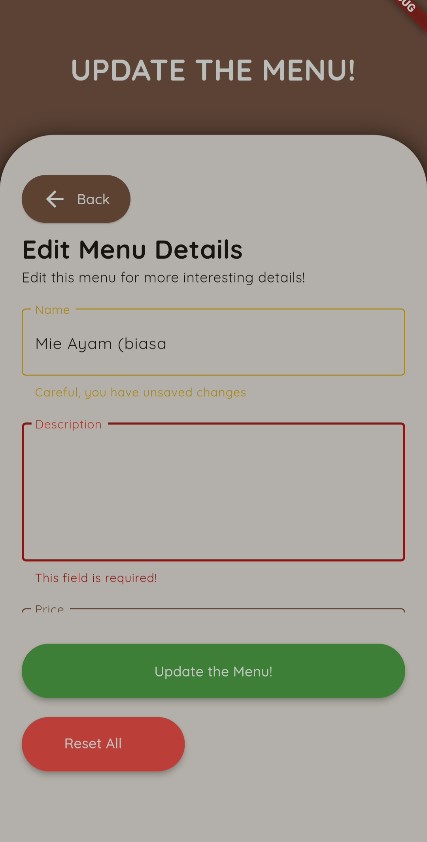 UPDATE THE MENU!
Back
Edit Menu Details
Edit this menu for more interesting details!
Name
Mie Ayam (biasa
Careful, you have unsaved changes
Description
This field is required!
Price
Update the Menu!
Reset All